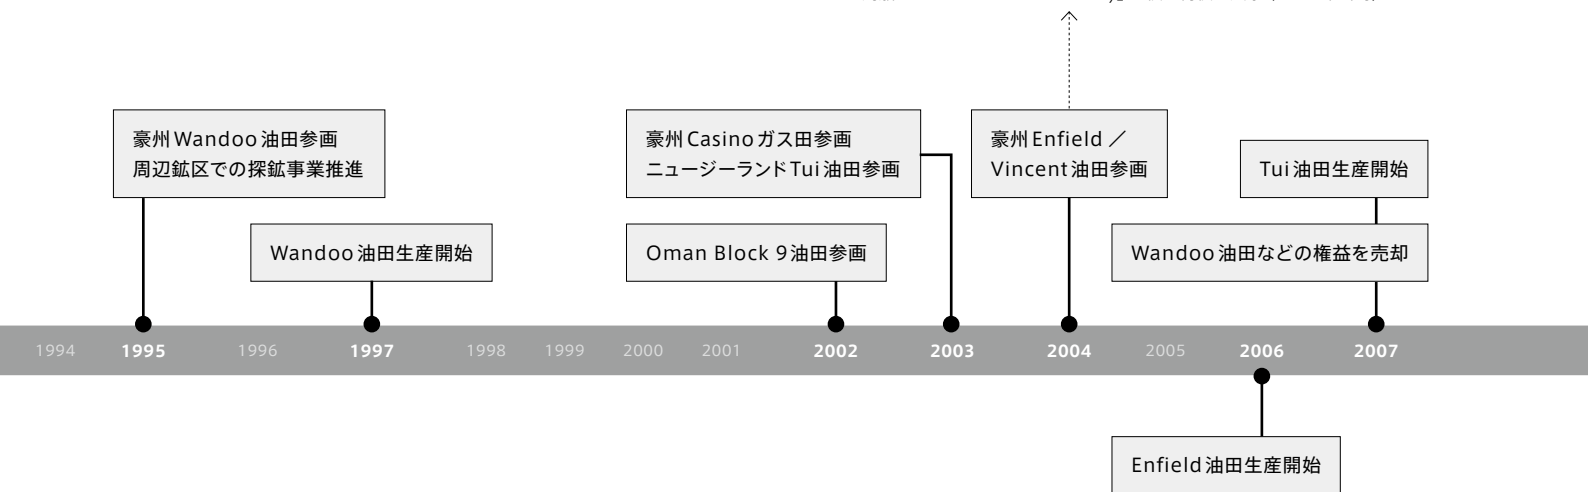 豪州Wandoo油田参画
周辺鉱区での探鉱事業推進
Wandoo油田生産開始
豪州Casinoガス田参画
ニュージーランドTui油田参画
Oman Block 9油田参画
豪州Enfield ／
Vincent油田参画
Tui油田生産開始
Wandoo油田などの権益を売却
1994 1995 1996 1997 1998 1999 2000 2001 2002 2003 2004 2005 2006 2007
Enfield油田生産開始